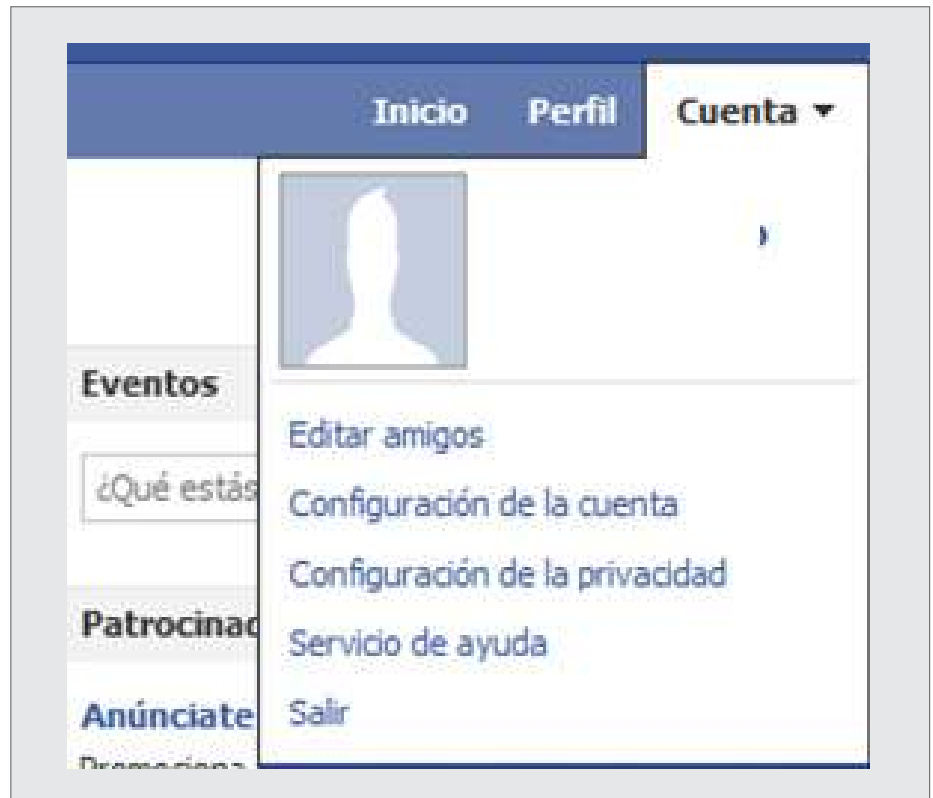 Inicio Perfil Cuenta
Eventos
Editar amigos
¿Qué estás
Configuración de la cuenta
Configuración de la privacidad
Patrocinad
Servicio de ayuda
Anúnciate
Salir
Promociona